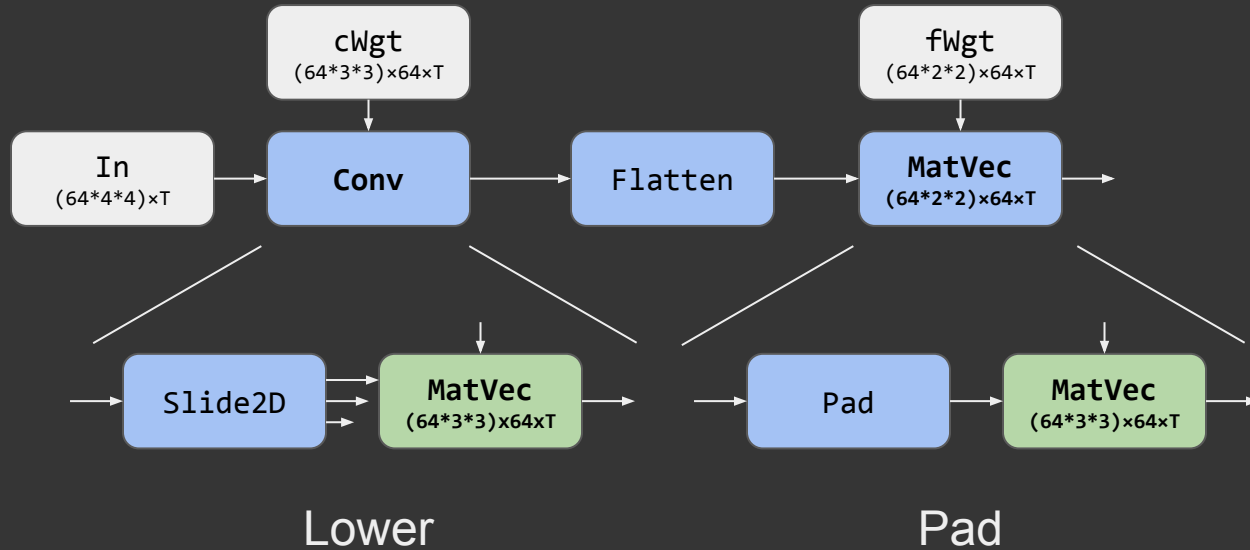 cWgt
(64*3*3)×64×T
fWgt
(64*2*2)×64×T
In
(64*4*4)×T
Conv
Flatten
MatVec
(64*2*2)×64×T
Slide2D
MatVec
(64*3*3)x64xT
Pad
MatVec
(64*3*3)×64×T
Lower
Pad